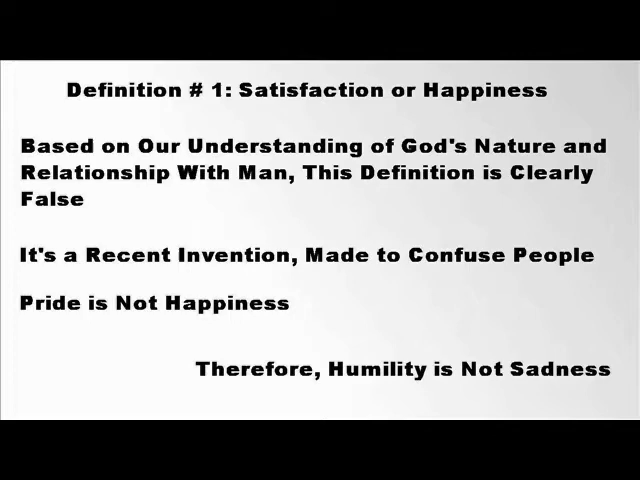 Definition # 1: Satisfaction or Happiness
Based on Our Understanding of God's Nature and
Relationship With Man, This Definition is Clearly
False
It's a Recent Invention, Made to Confuse People
Pride is Not Happiness
Therefore, Humility is Not Sadness